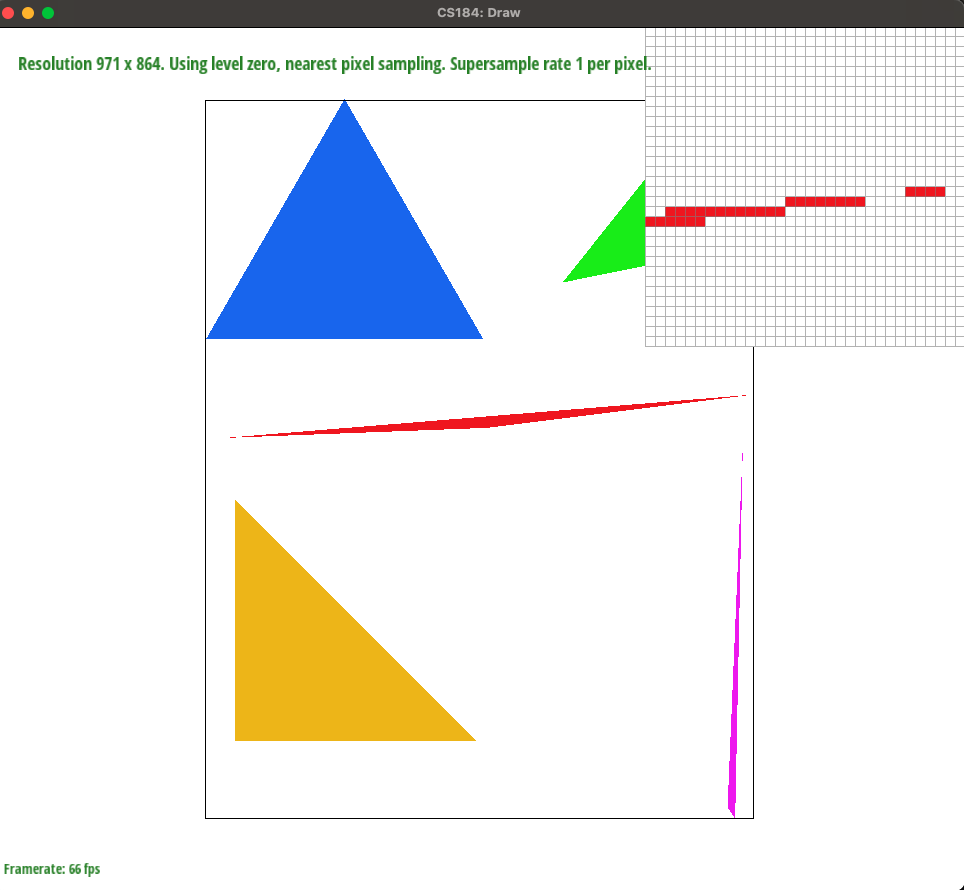 CS184: Draw
Resolution 971 x 864. Using level zero, nearest pixel sampling. Supersample rate 1 per pixel.
Framerate: 66 fps